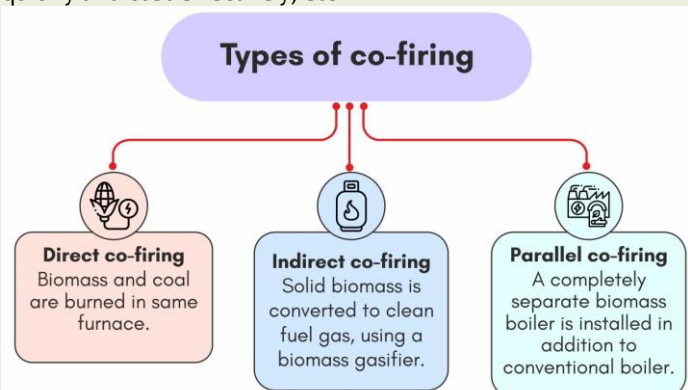 Types of co-firing
Direct co-firing
Biomass and coal
are burned in same
furnace.
Indirect co-firing
Solid biomass is
converted to clean
fuel gas, using a
biomass gasifier.
Parallel co-firing
A completely
separate biomass
boiler is installed in
addition to
conventional boiler.